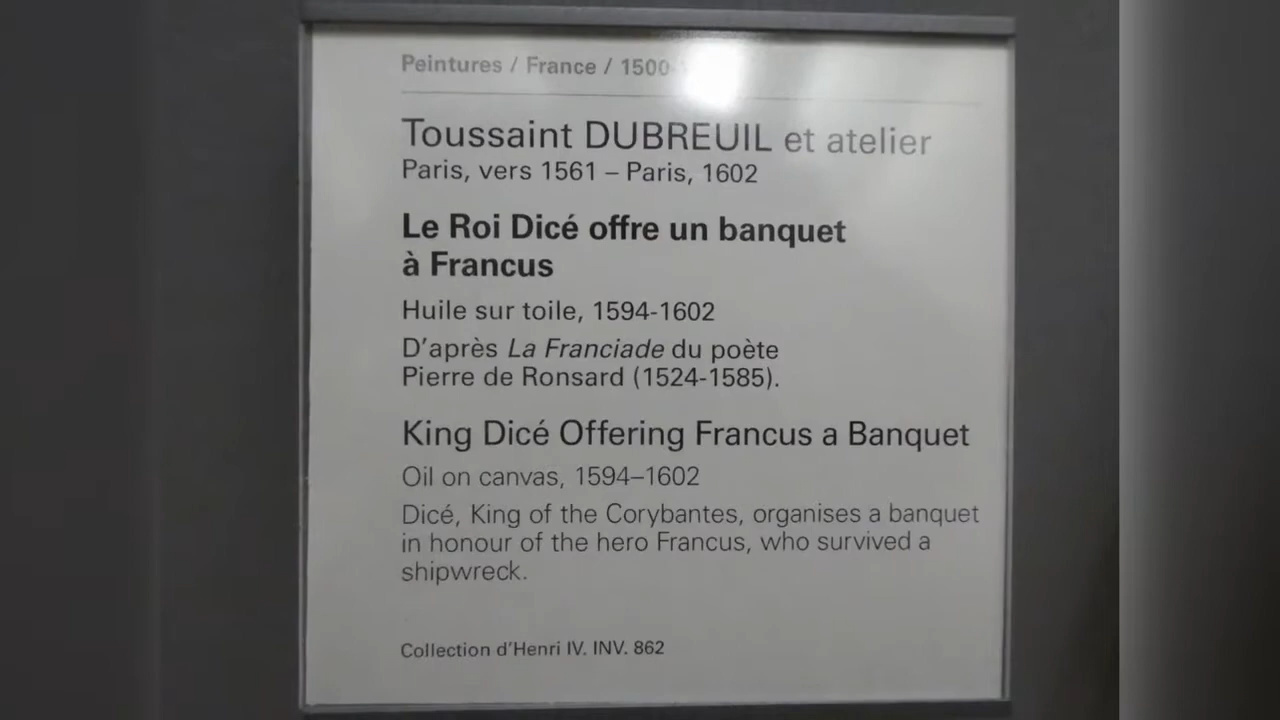 Peintures / France / 1500
Toussaint DUBREUIL et atelier
Paris, vers 1561 – Paris, 1602
Le Roi Dicé offre un banquet
à Francus
Huile sur toile, 1594-1602
D'après La Franciade du poète
Pierre de Ronsard (1524-1585).
King Dicé Offering Francus a Banquet
Oil on canvas, 1594–1602
Dicé, King of the Corybantes, organises a banquet
in honour of the hero Francus, who survived a
shipwreck.
Collection d'Henri IV. INV. 862